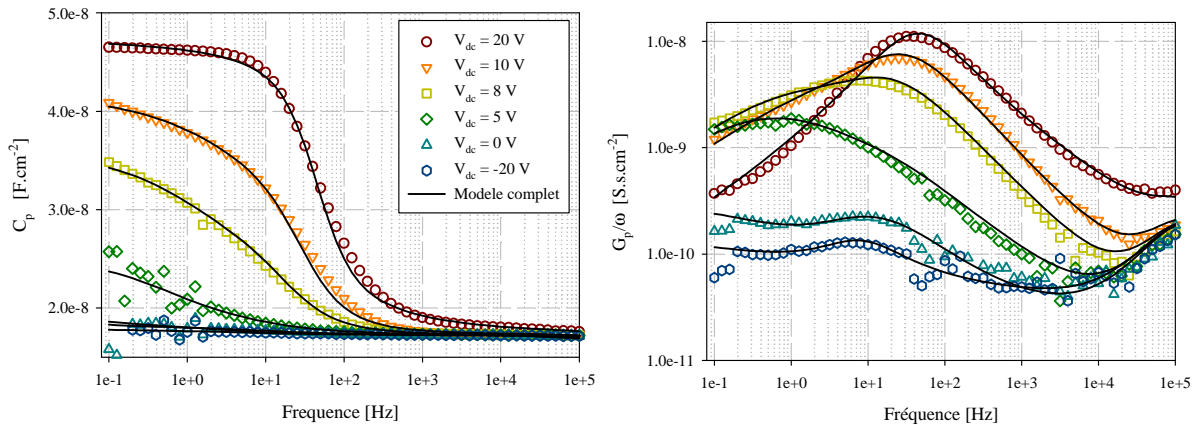 5.0e-8
4.0e-8
3.0e-8
2.0e-8
C_p [F.cm⁻²]
1e-1 1e+0 1e+1 1e+2 1e+3 1e+4 1e+5
Frequence [Hz]
V_dc = 20 V
V_dc = 10 V
V_dc = 8 V
V_dc = 5 V
V_dc = 0 V
V_dc = -20 V
Modele complet
1.0e-8
1.0e-9
1.0e-10
1.0e-11
G_p/ω [S.s.cm⁻²]
1e-1 1e+0 1e+1 1e+2 1e+3 1e+4 1e+5
Fréquence [Hz]